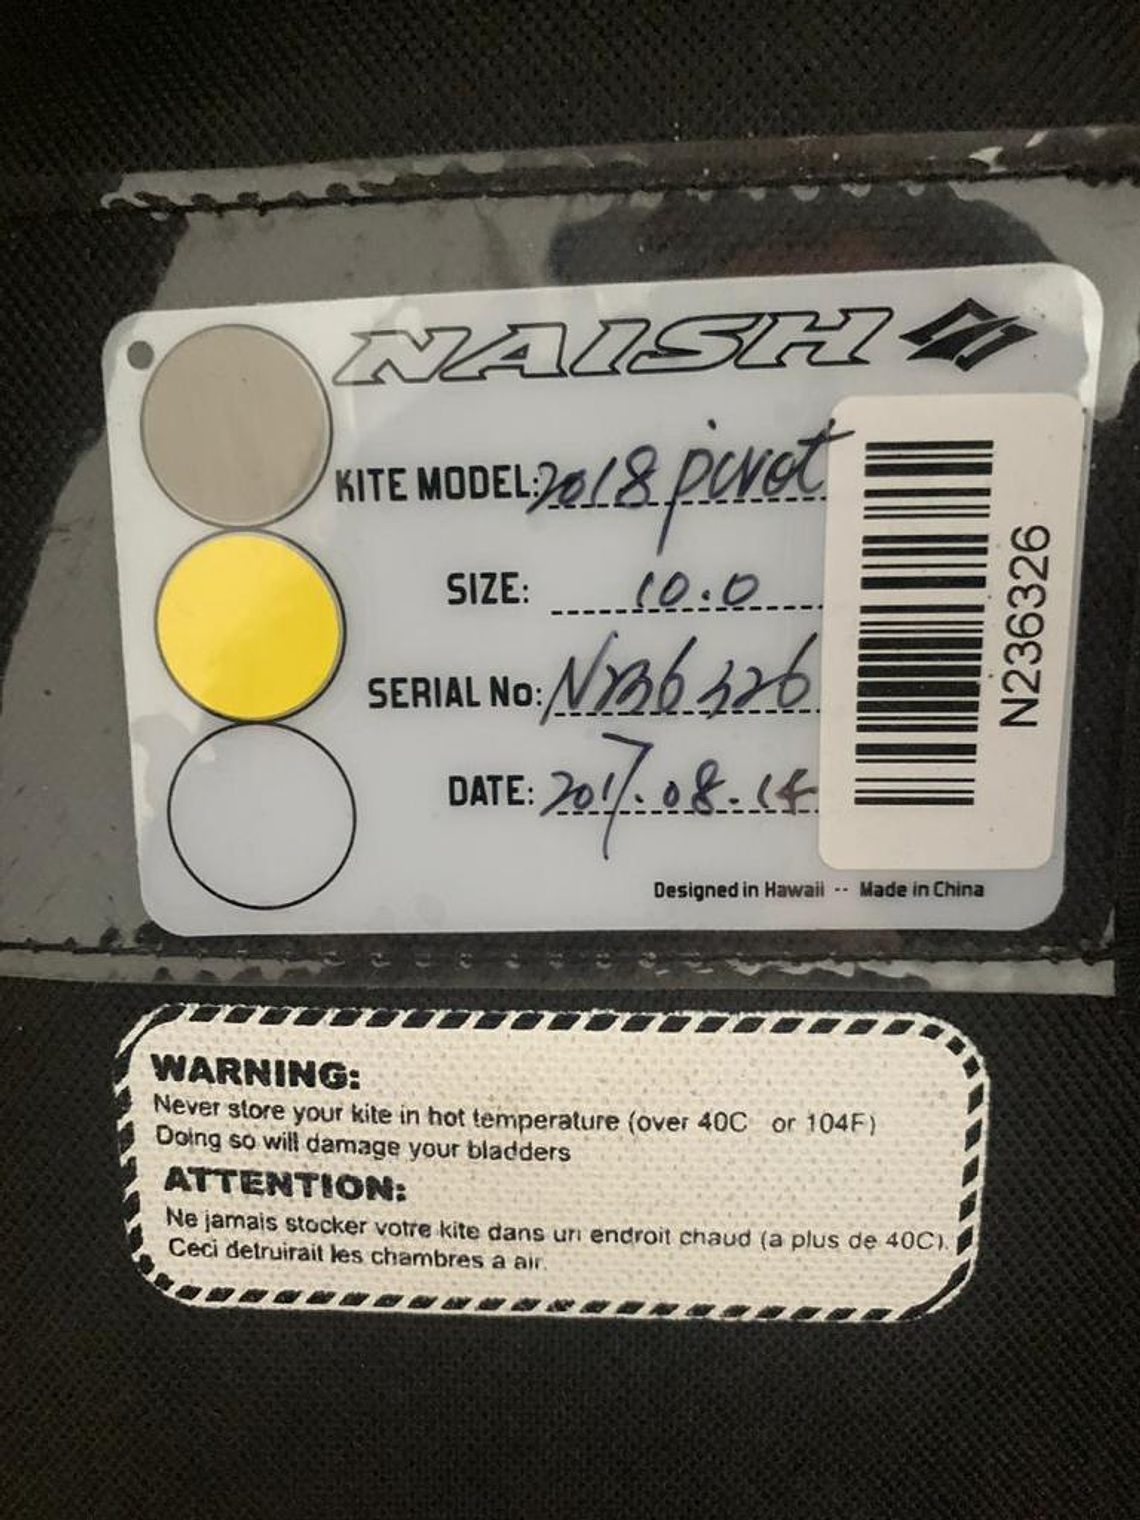 NAISH
KITE MODEL: 2018 pivot
SIZE: 10.0
SERIAL No: N236326
DATE: 2017.08.14
N236326
Designed in Hawaii -- Made in China
WARNING:
Never store your kite in hot temperature (over 40C or 104F)
Doing so will damage your bladders
ATTENTION:
Ne jamais stocker votre kite dans un endroit chaud (a plus de 40C).
Ceci detruirait les chambres a air.